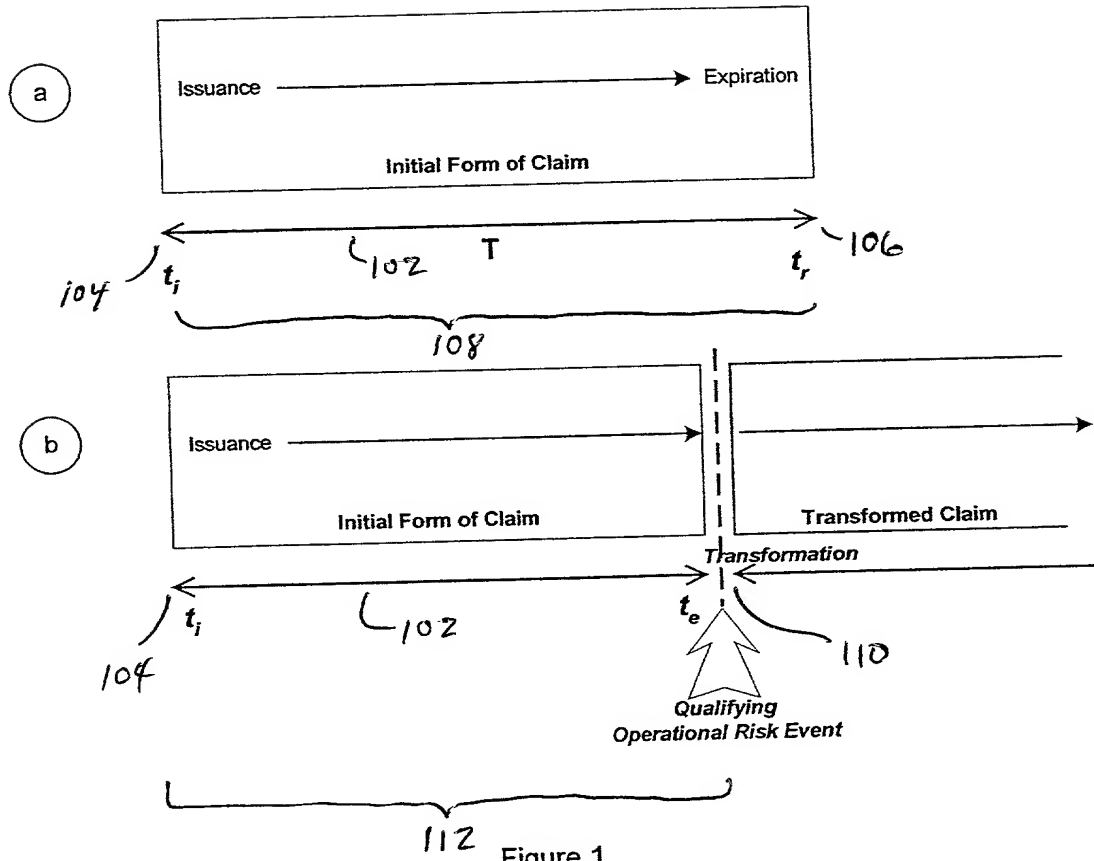 a
Issuance
Expiration
Initial Form of Claim
T
102
106
104
t_i
t_r
108
b
Issuance
Initial Form of Claim
Transformed Claim
Transformation
t_i
102
t_e
110
104
Qualifying
Operational Risk Event
112
Figure 1